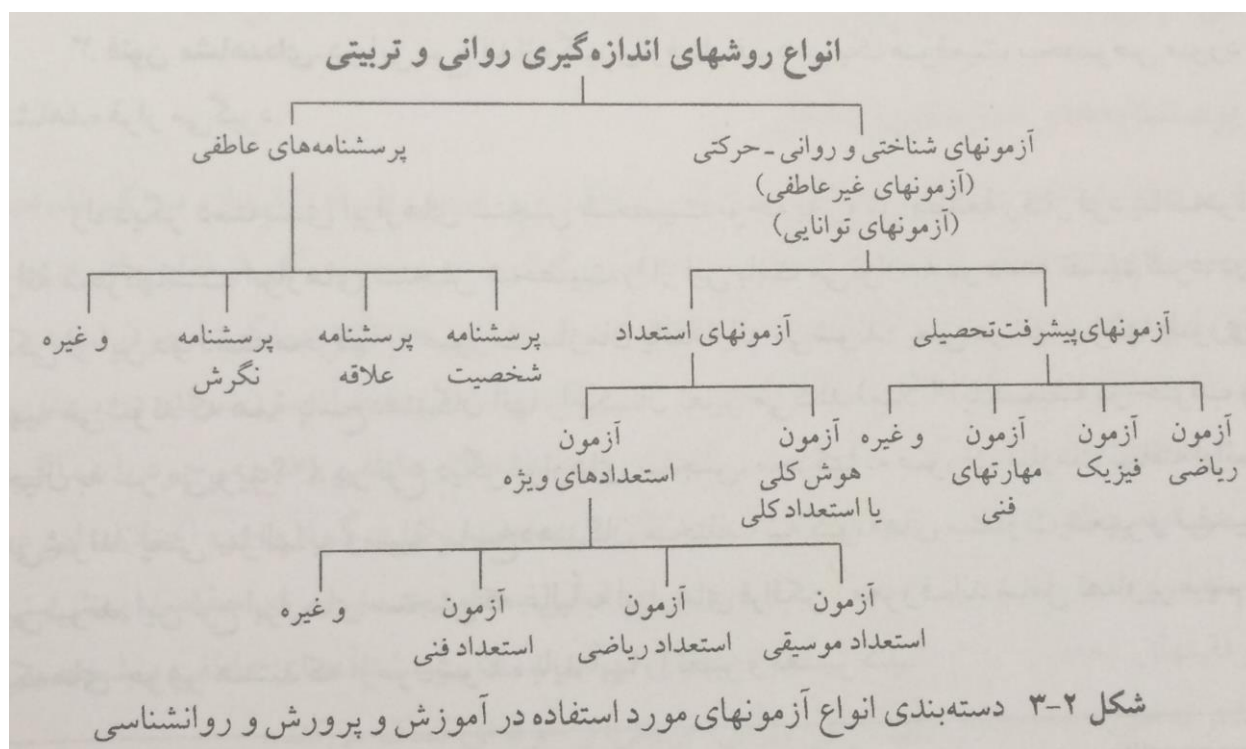 انواع روشهای اندازه‌گیری روانی و تربیتی
آزمونهای شناختی و روانی - حرکتی
(آزمونهای غیرعاطفی)
(آزمونهای توانایی)
پرسشنامه‌های عاطفی
آزمونهای پیشرفت تحصیلی
آزمونهای استعداد
پرسشنامه
شخصیت
پرسشنامه
علاقه
پرسشنامه
نگرش
و غیره
آزمون
ریاضی
آزمون
فیزیک
آزمون
مهارتهای
فنی
و غیره
آزمون
هوش کلی
یا استعداد کلی
آزمون
استعدادهای ویژه
آزمون
استعداد موسیقی
آزمون
استعداد ریاضی
آزمون
استعداد فنی
و غیره
شکل ۲-۳ دسته‌بندی انواع آزمونهای مورد استفاده در آموزش و پرورش و روانشناسی